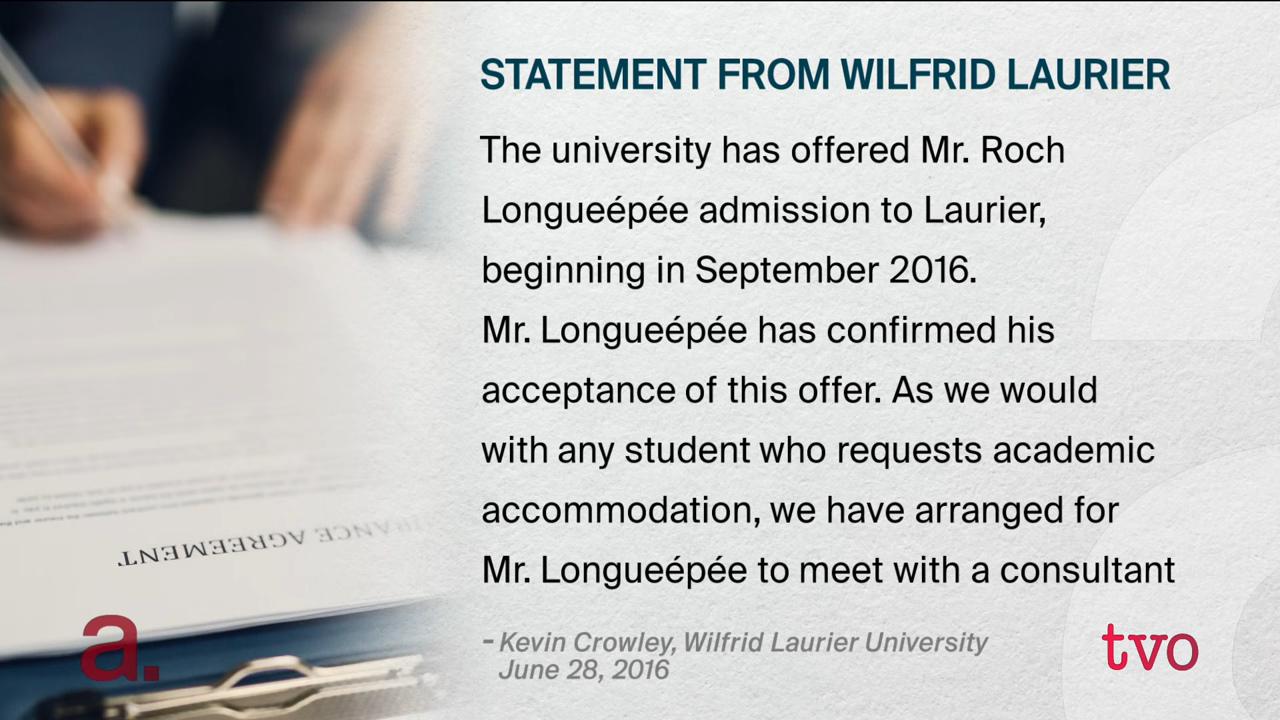 STATEMENT FROM WILFRID LAURIER
The university has offered Mr. Roch
Longueépée admission to Laurier,
beginning in September 2016.
Mr. Longueépée has confirmed his
acceptance of this offer. As we would
with any student who requests academic
accommodation, we have arranged for
Mr. Longueépée to meet with a consultant
- Kevin Crowley, Wilfrid Laurier University
June 28, 2016
AGREEMENT
a.
tvo